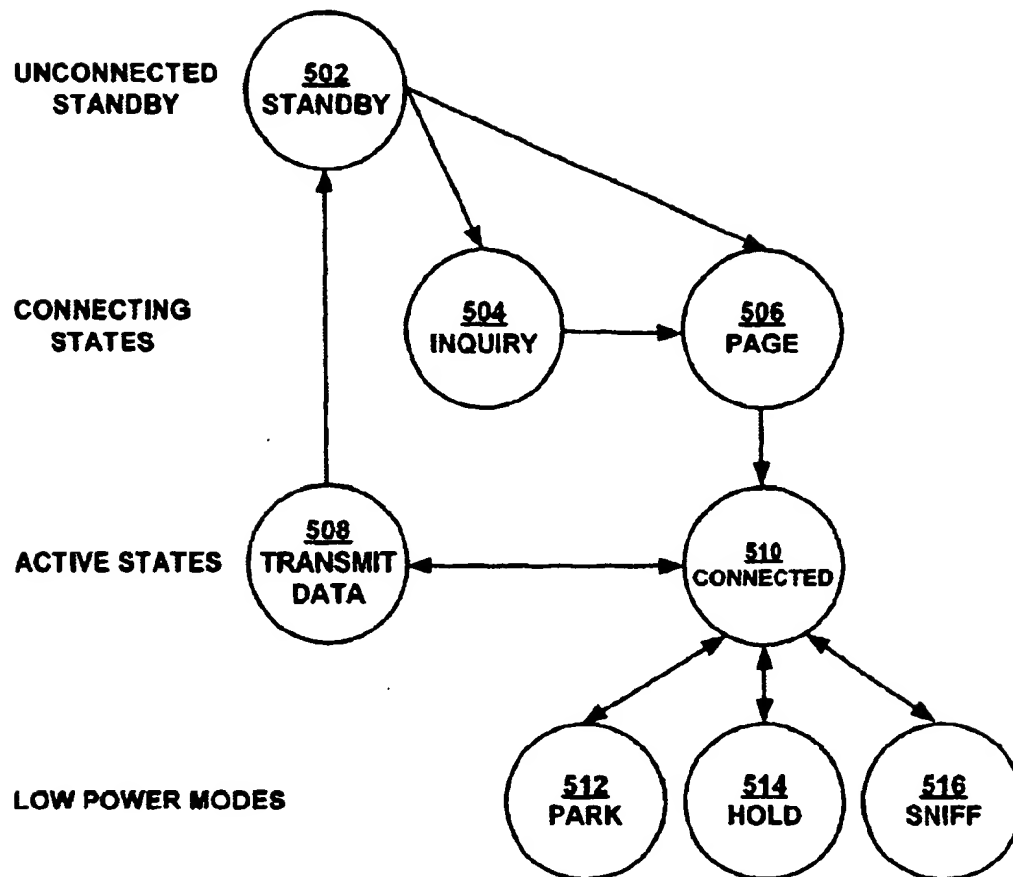 UNCONNECTED
STANDBY
502
STANDBY
CONNECTING
STATES
504
INQUIRY
506
PAGE
ACTIVE STATES
508
TRANSMIT
DATA
510
CONNECTED
LOW POWER MODES
512
PARK
514
HOLD
516
SNIFF